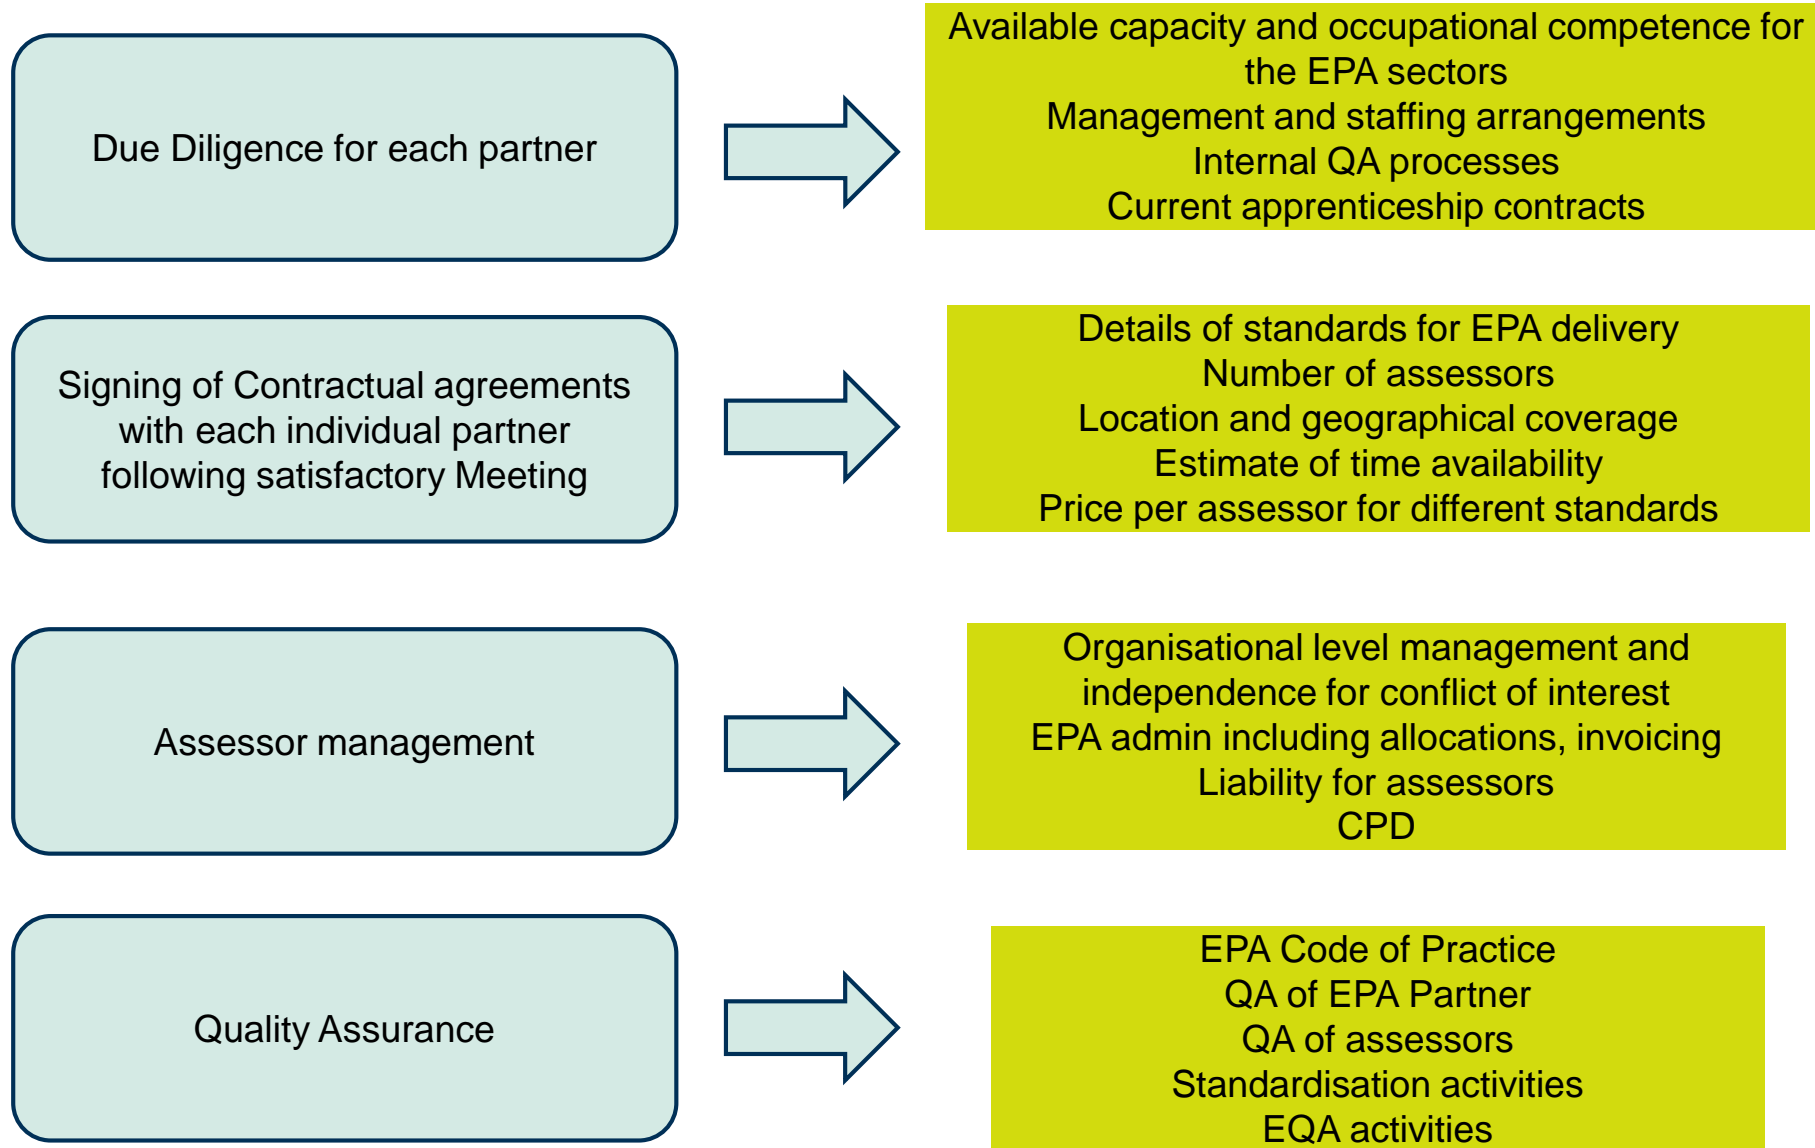 Due Diligence for each partner
Available capacity and occupational competence for
the EPA sectors
Management and staffing arrangements
Internal QA processes
Current apprenticeship contracts
Signing of Contractual agreements
with each individual partner
following satisfactory Meeting
Details of standards for EPA delivery
Number of assessors
Location and geographical coverage
Estimate of time availability
Price per assessor for different standards
Assessor management
Organisational level management and
independence for conflict of interest
EPA admin including allocations, invoicing
Liability for assessors
CPD
Quality Assurance
EPA Code of Practice
QA of EPA Partner
QA of assessors
Standardisation activities
EQA activities